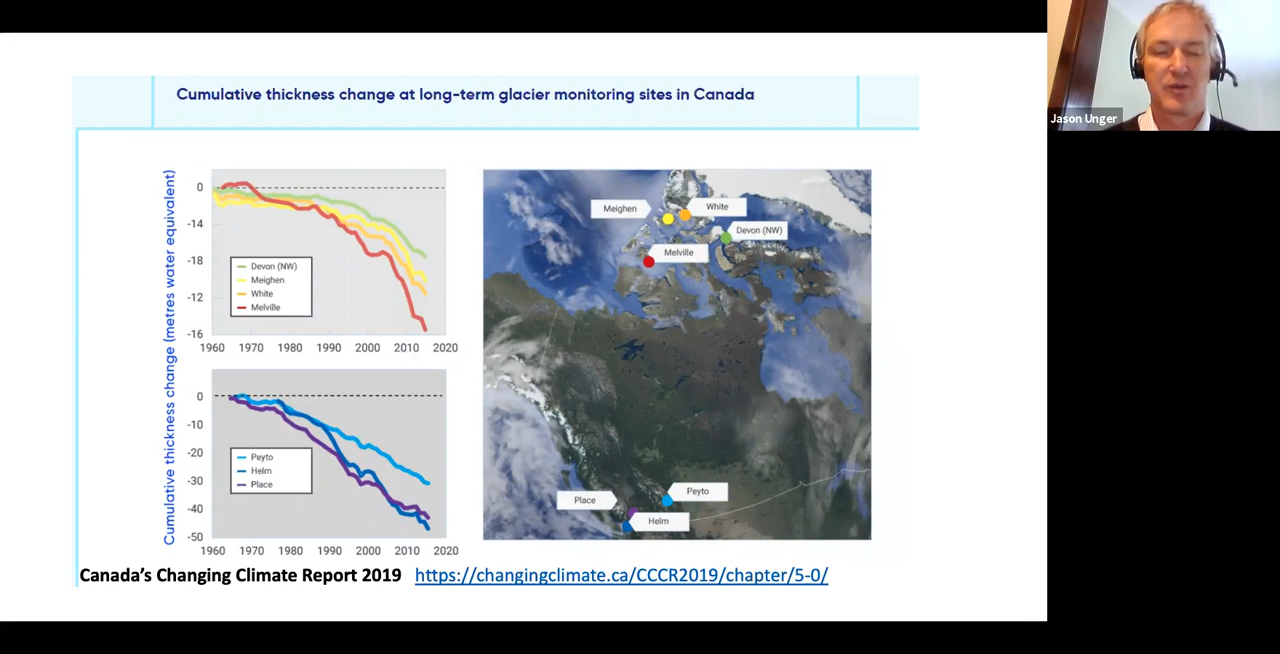 Cumulative thickness change at long-term glacier monitoring sites in Canada
Jason Unger
Cumulative thickness change (metres water equivalent)
0
-14
-18
-12
-16
Devon (NW)
Meighen
White
Melville
1960 1970 1980 1990 2000 2010 2020
0
-10
-20
-30
-40
-50
Peyto
Helm
Place
1960 1970 1980 1990 2000 2010 2020
Meighen
White
Devon (NW)
Melville
Place
Peyto
Helm
Canada's Changing Climate Report 2019 https://changingclimate.ca/CCCR2019/chapter/5-0/